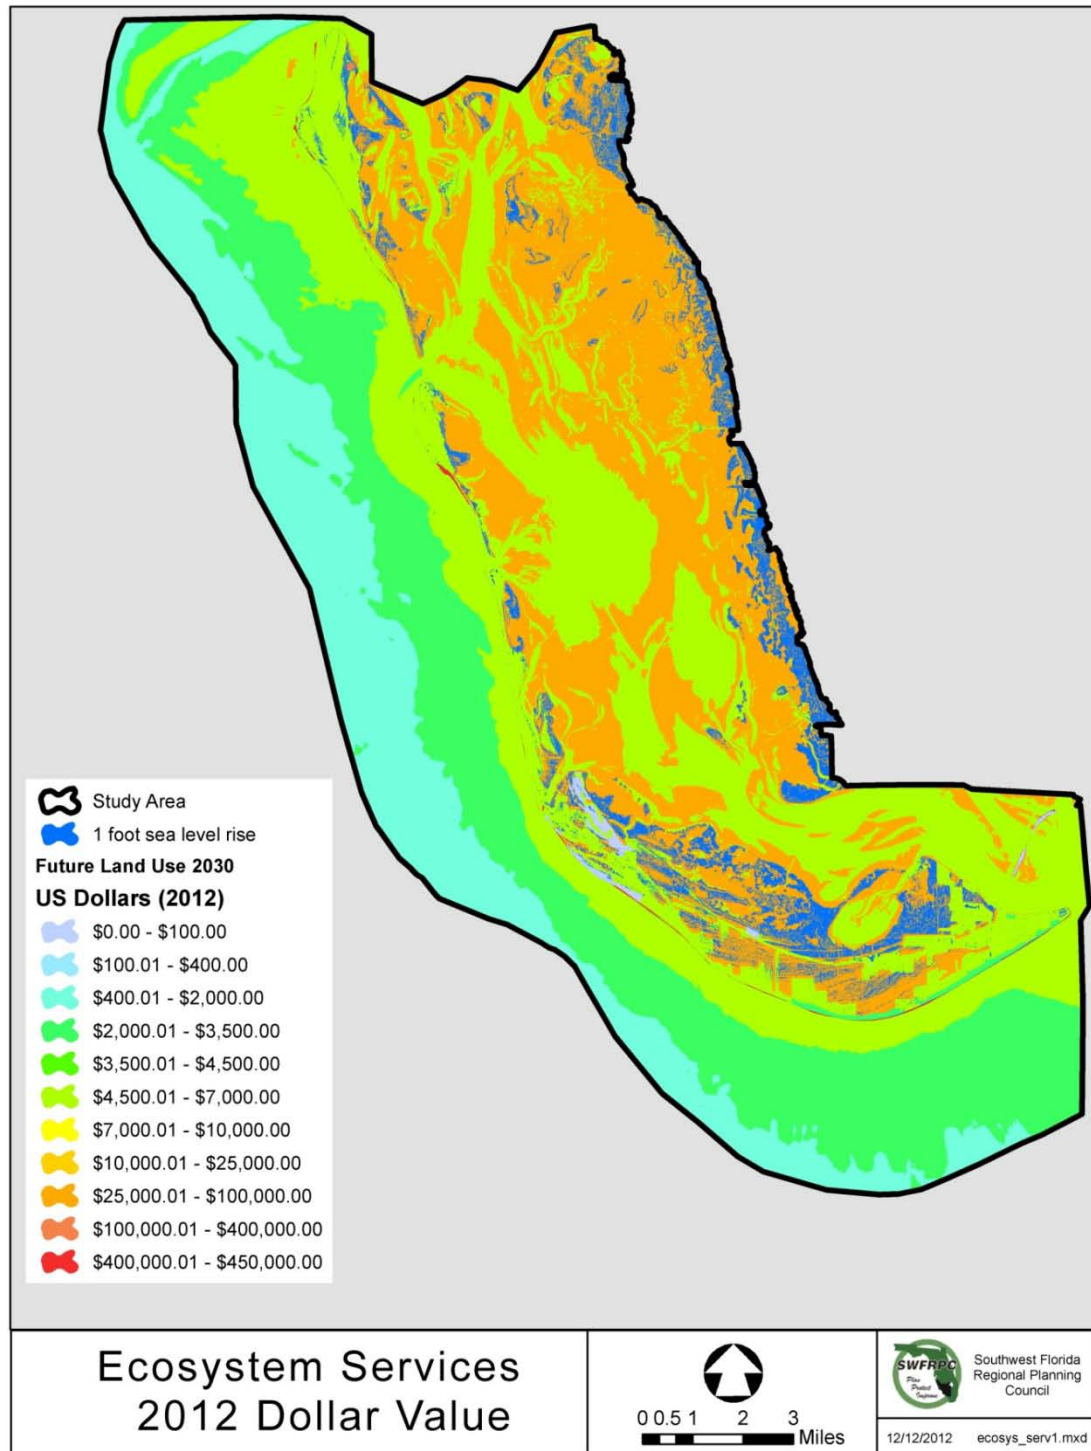 Study Area
1 foot sea level rise
Future Land Use 2030
US Dollars (2012)
$0.00 - $100.00
$100.01 - $400.00
$400.01 - $2,000.00
$2,000.01 - $3,500.00
$3,500.01 - $4,500.00
$4,500.01 - $7,000.00
$7,000.01 - $10,000.00
$10,000.01 - $25,000.00
$25,000.01 - $100,000.00
$100,000.01 - $400,000.00
$400,000.01 - $450,000.00
Ecosystem Services
2012 Dollar Value
0 0.5 1 2 3
Miles
SWFRPC
Plan
Protect
Improve
Southwest Florida
Regional Planning
Council
12/12/2012 ecosys_serv1.mxd